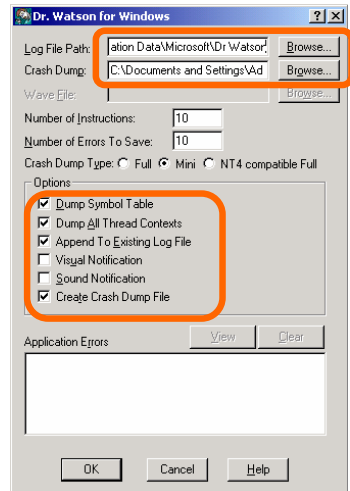 Dr. Watson for Windows
Log File Path: ation Data\Microsoft\Dr Watson\ Browse...
Crash Dump: C:\Documents and Settings\Ad Browse...
Wave File: Browse...
Number of Instructions: 10
Number of Errors To Save: 10
Crash Dump Type: Full Mini NT4 compatible Full
Options
Dump Symbol Table
Dump All Thread Contexts
Append To Existing Log File
Visual Notification
Sound Notification
Create Crash Dump File
Application Errors View Clear
OK Cancel Help